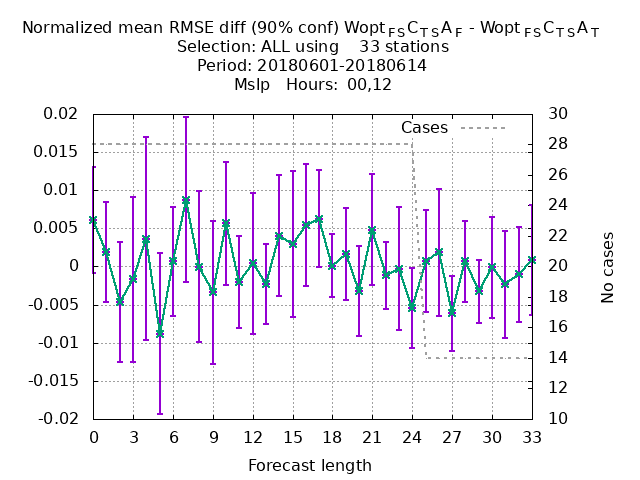 Normalized mean RMSE diff (90% conf) Wopt_FS C_TS A_F - Wopt_FS C_TS A_T
Selection: ALL using    33 stations
Period: 20180601-20180614
Mslp   Hours:  00,12
Cases
0.02
0.015
0.01
0.005
0
-0.005
-0.01
-0.015
-0.02
30
28
26
24
22
20
18
16
14
12
10
No cases
0 3 6 9 12 15 18 21 24 27 30 33
Forecast length